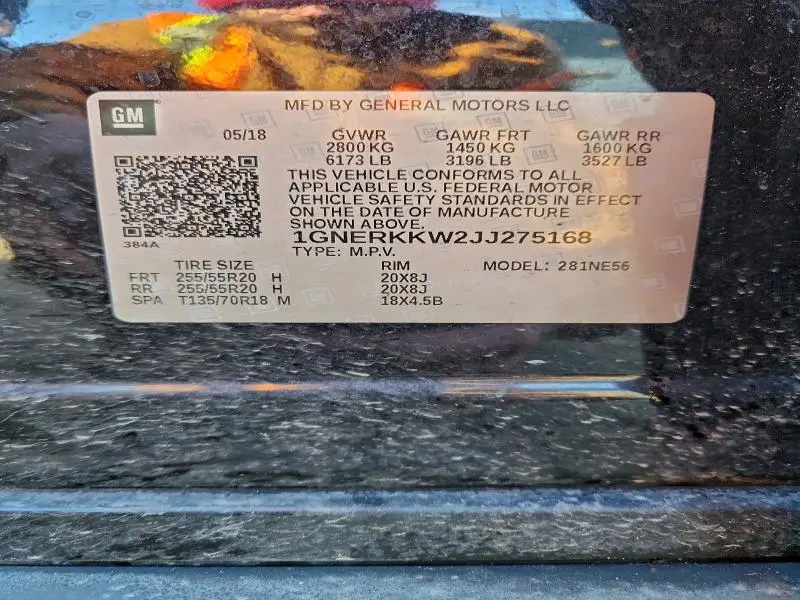 GM
MFD BY GENERAL MOTORS LLC
05/18 GVWR GAWR FRT GAWR RR
2800 KG 1450 KG 1600 KG
6173 LB 3196 LB 3527 LB
THIS VEHICLE CONFORMS TO ALL
APPLICABLE U.S. FEDERAL MOTOR
VEHICLE SAFETY STANDARDS IN EFFECT
ON THE DATE OF MANUFACTURE
SHOWN ABOVE.
384A
1GNERKKW2JJ275168
TYPE: M.P.V.
TIRE SIZE RIM MODEL: 281NE56
FRT 255/55R20 H 20X8J
RR 255/55R20 H 20X8J
SPA T135/70R18 M 18X4.5B